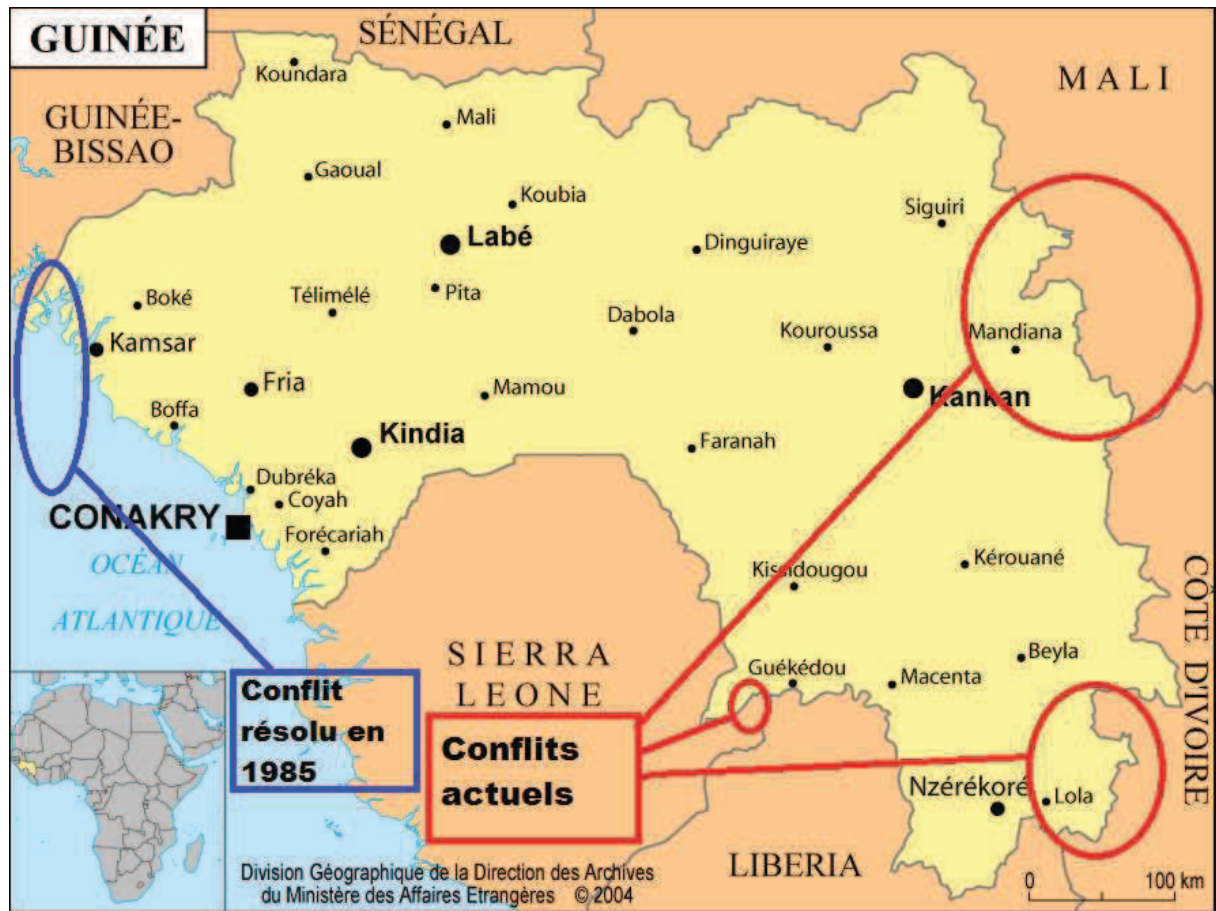 GUINÉE
SÉNÉGAL
MALI
GUINÉE-
BISSAO
Koundara
Mali
Gaoual
Koubia
Siguiri
Labé
Dinguiraye
Boké
Télimélé
Pita
Dabola
Kouroussa
Mandiana
Kamsar
Fria
Mamou
Kankan
Boffa
Kindia
Faranah
Dubréka
Coyah
CONAKRY
Forécariah
OCÉAN
ATLANTIQUE
Kissidougou
Kérouané
CÔTE D'IVOIRE
SIERRA
LEONE
Guékédou
Macenta
Beyla
Conflit
résolu en
1985
Conflits
actuels
Nzérékoré
Lola
LIBERIA
Division Géographique de la Direction des Archives
du Ministère des Affaires Etrangères © 2004
0 100 km